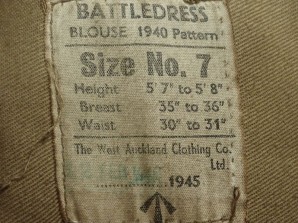 BATTLEDRESS
BLOUSE 1940 Pattern
Size No. 7
Height 5' 7" to 5' 8"
Breast 35" to 36"
Waist 30" to 31"
The West Auckland Clothing Co.
Ltd.
1945